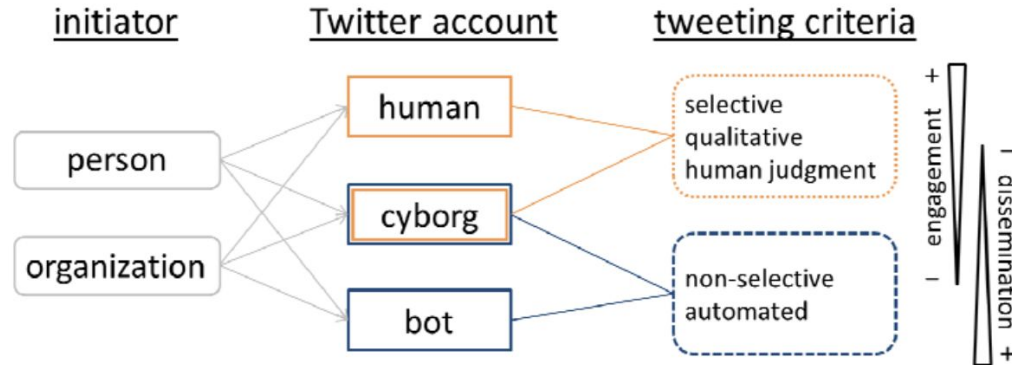 initiator
Twitter account
tweeting criteria
person
organization
human
cyborg
bot
selective
qualitative
human judgment
non-selective
automated
+
engagement
–
–
dissemination
+